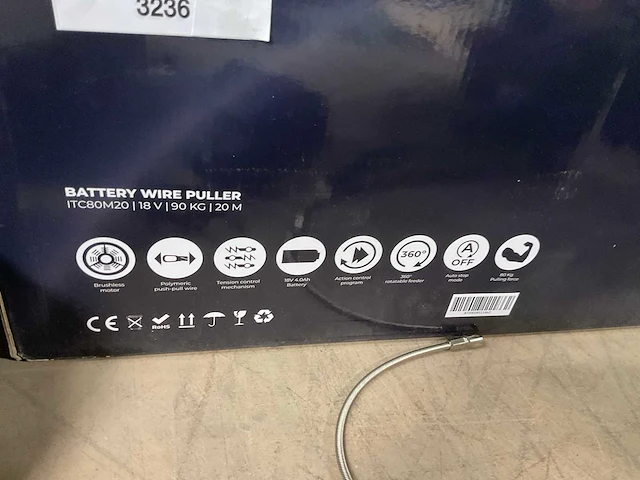 3236
BATTERY WIRE PULLER
ITC80M20 | 18 V | 90 KG | 20 M
360°
A
OFF
Brushless
motor
Polymeric
push-pull wire
Tension control
mechanism
18V 4.0Ah
Battery
Action control
program
360°
rotatable feeder
Auto stop
mode
90 Kg
Pulling force
CE
RoHS